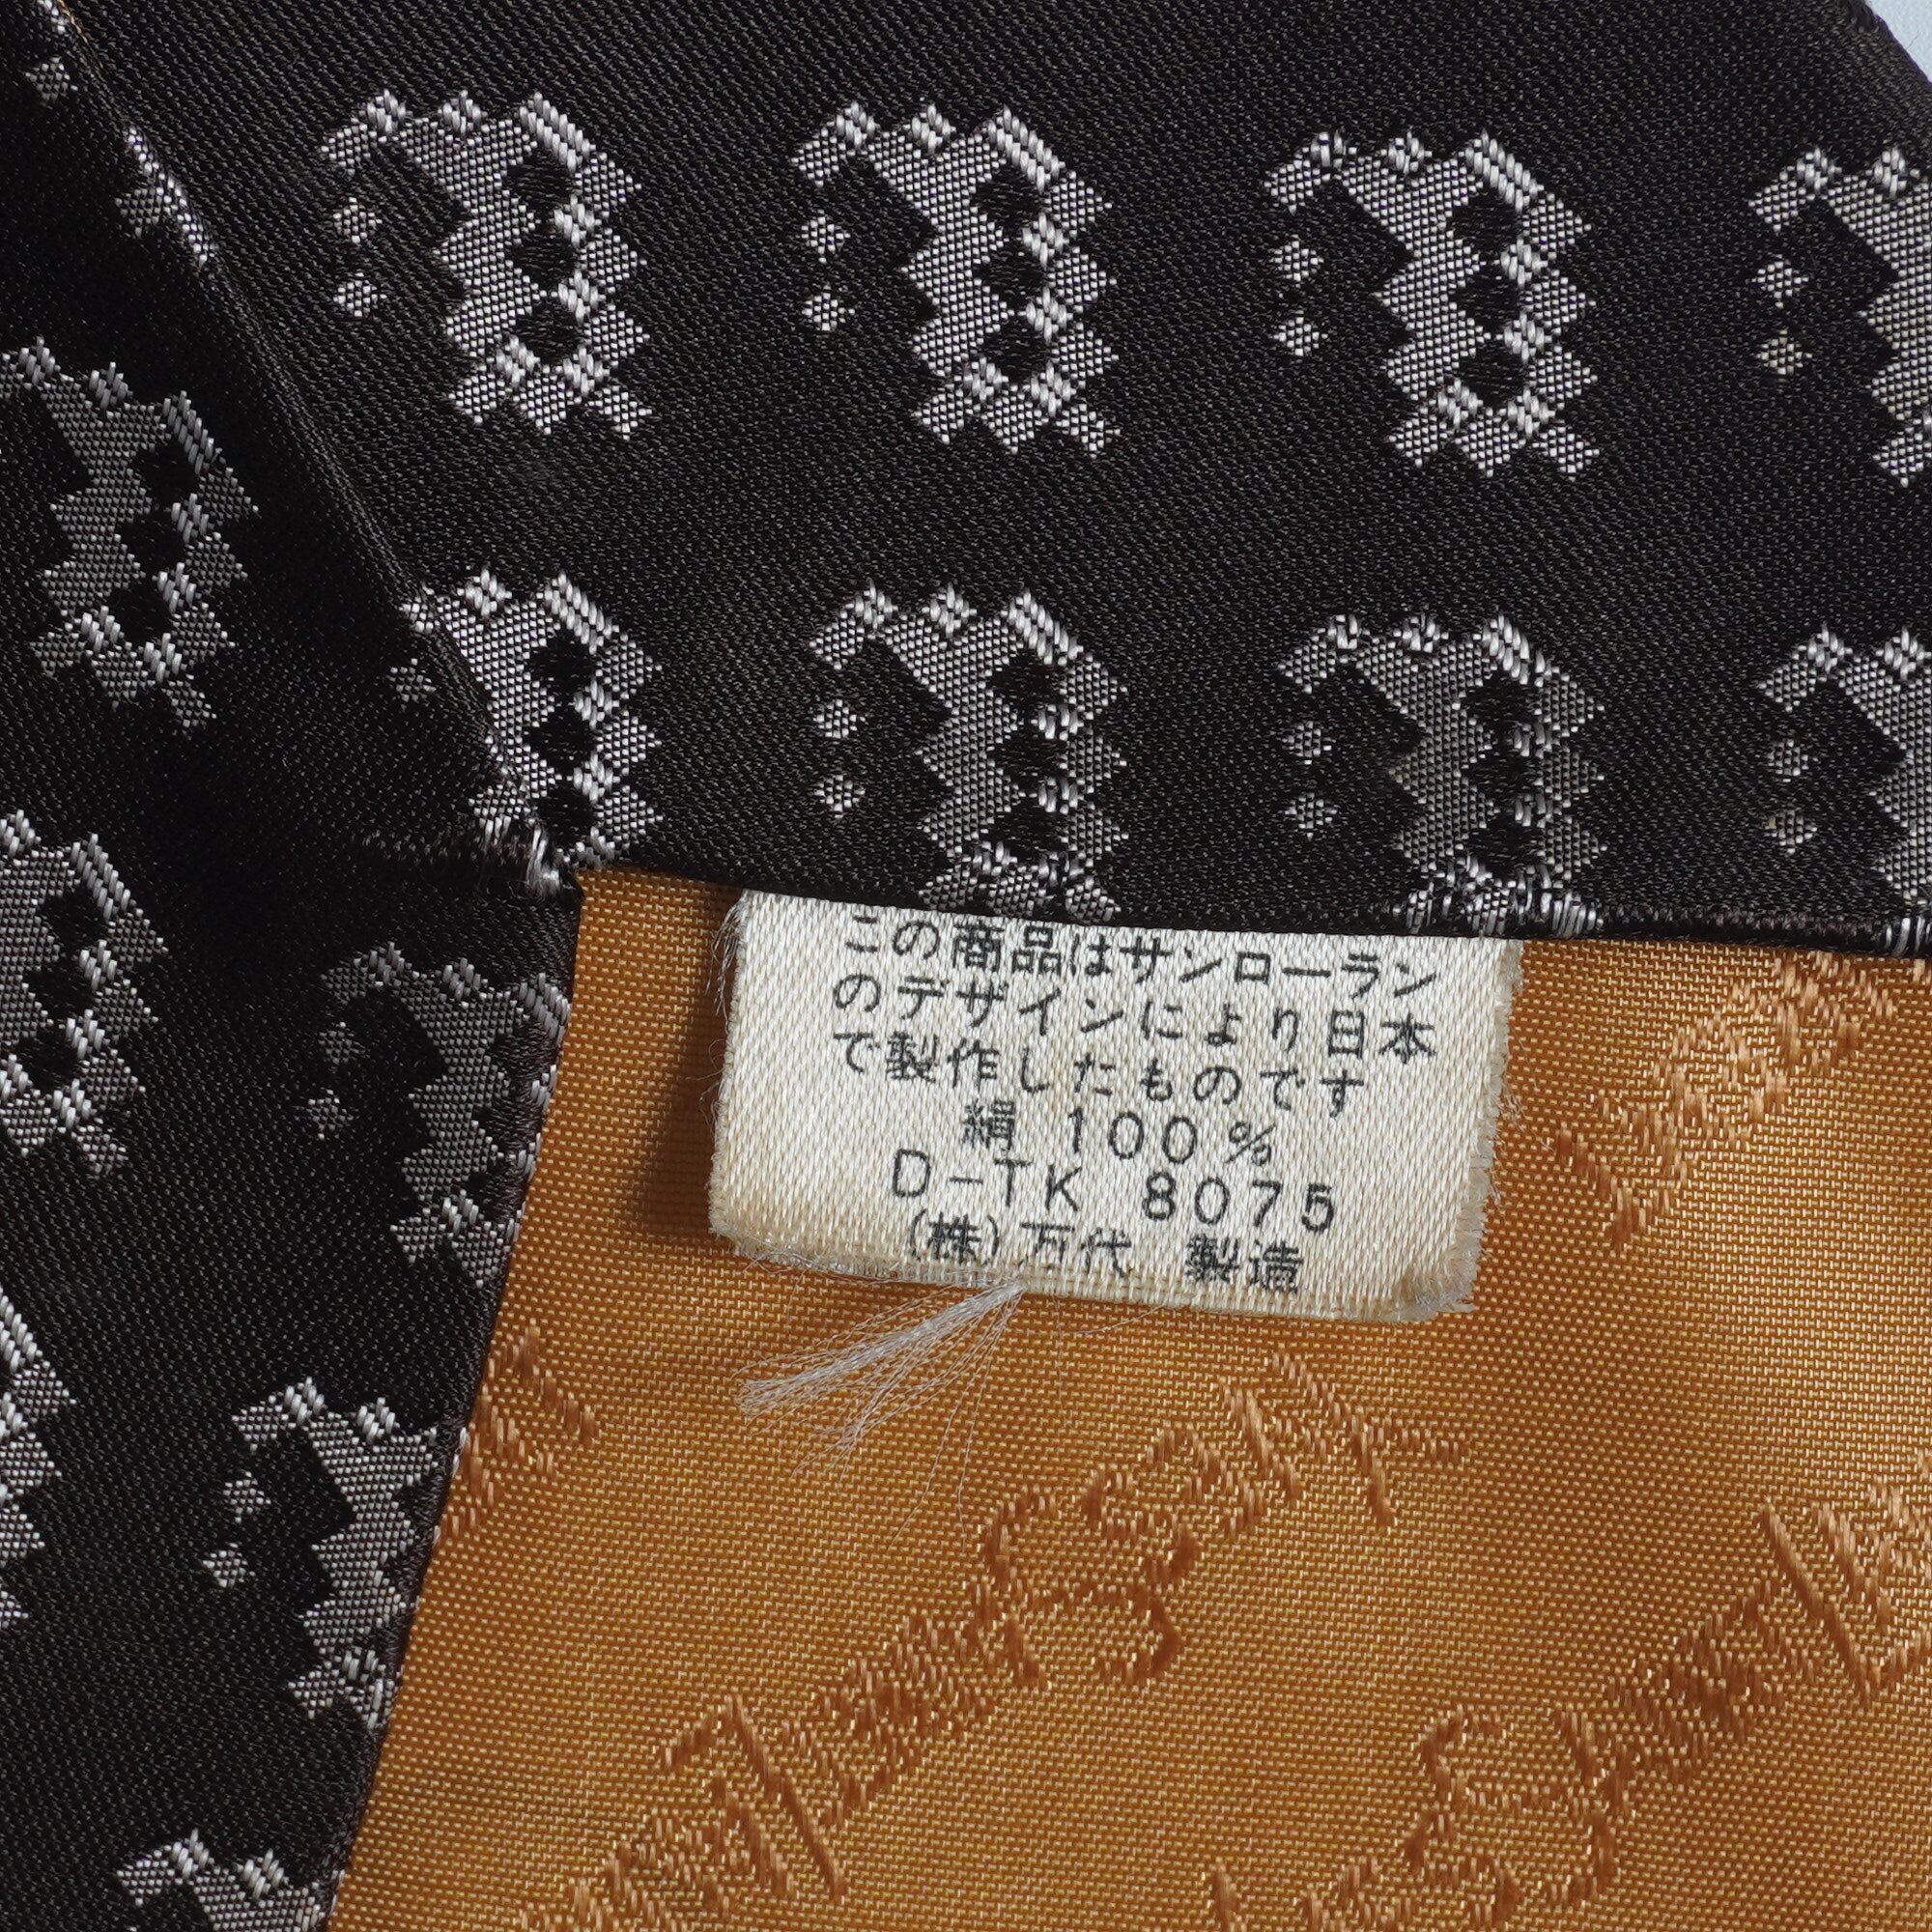 この商品はサンローラン
のデザインにより日本
で製作したものです
絹 100%
D-TK 8075
(株)万代 製造